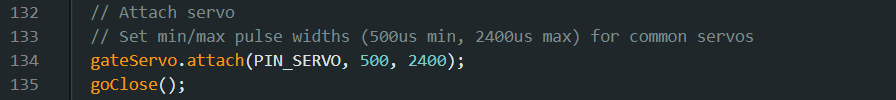 132 // Attach servo
133 // Set min/max pulse widths (500us min, 2400us max) for common servos
134 gateServo.attach(PIN_SERVO, 500, 2400);
135 goClose();